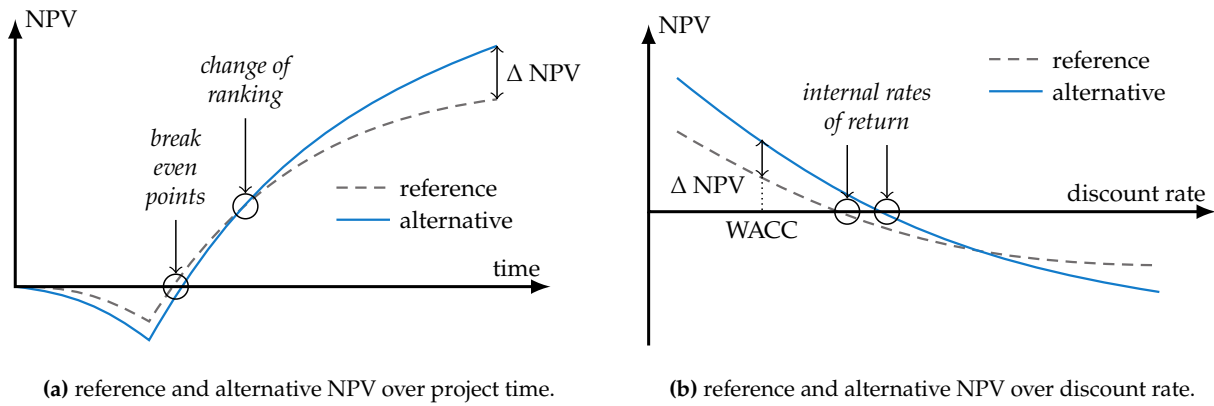 NPV
change of
ranking
Δ NPV
break
even
points
reference
alternative
time
(a) reference and alternative NPV over project time.
NPV
reference
alternative
internal rates
of return
Δ NPV
discount rate
WACC
(b) reference and alternative NPV over discount rate.